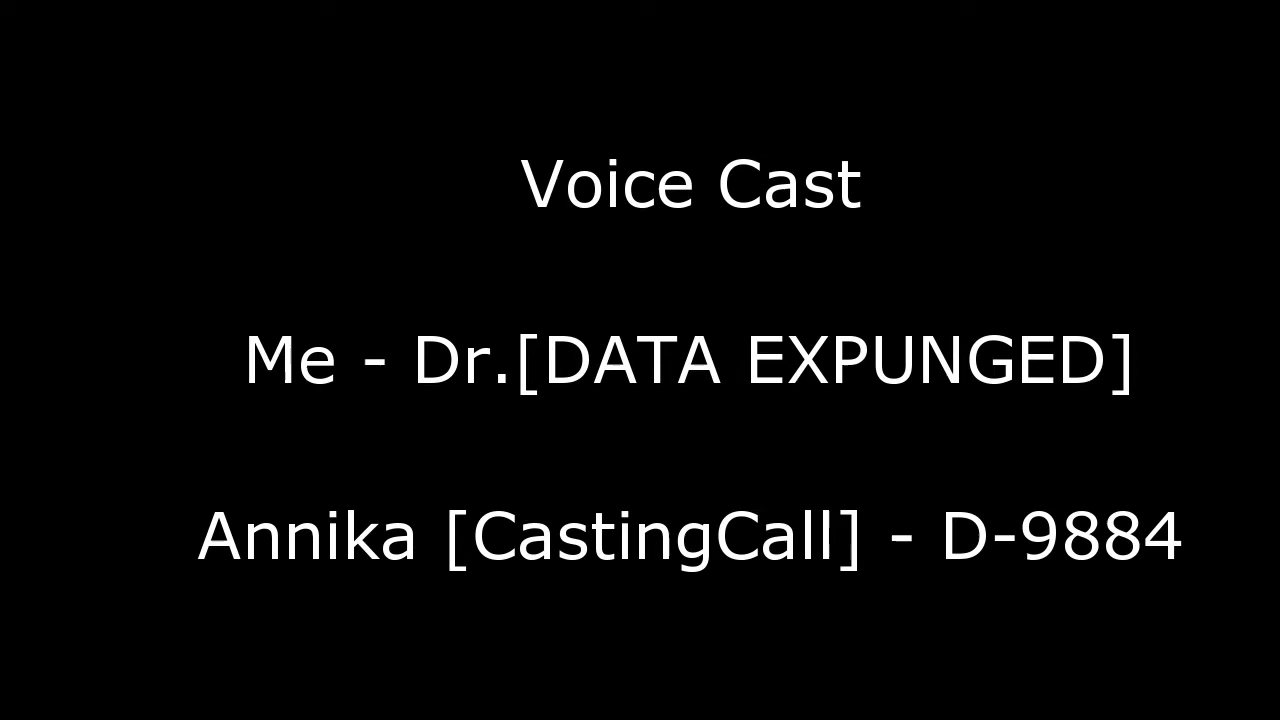 Voice Cast
Me - Dr.[DATA EXPUNGED]
Annika [CastingCall] - D-9884